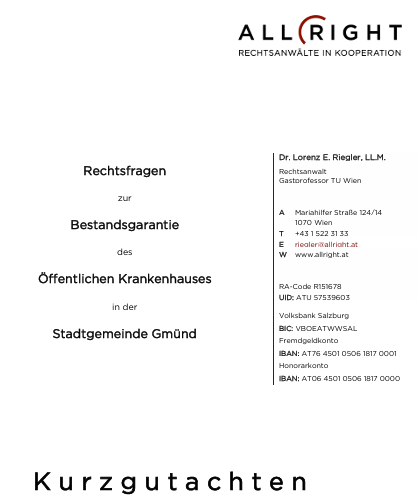 ALL RIGHT
RECHTSANWÄLTE IN KOOPERATION
Rechtsfragen
zur
Bestandsgarantie
des
Öffentlichen Krankenhauses
in der
Stadtgemeinde Gmünd
Dr. Lorenz E. Riegler, LL.M.
Rechtsanwalt
Gastprofessor TU Wien
A Mariahilfer Straße 124/14
1070 Wien
T +43 1 522 31 33
E riegler@allright.at
W www.allright.at
RA-Code R151678
UID: ATU 57539603
Volksbank Salzburg
BIC: VBOEATWWSAL
Fremdgeldkonto
IBAN: AT76 4501 0506 1817 0001
Honorarkonto
IBAN: AT06 4501 0506 1817 0000
Kurzgutachten